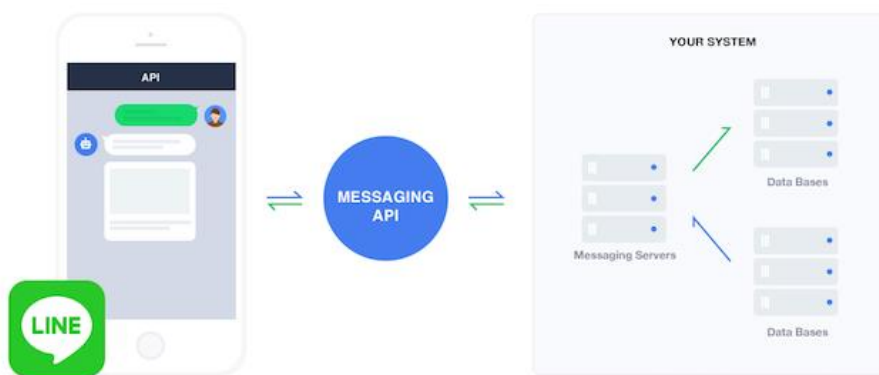 API
LINE
MESSAGING
API
YOUR SYSTEM
Messaging Servers
Data Bases
Data Bases